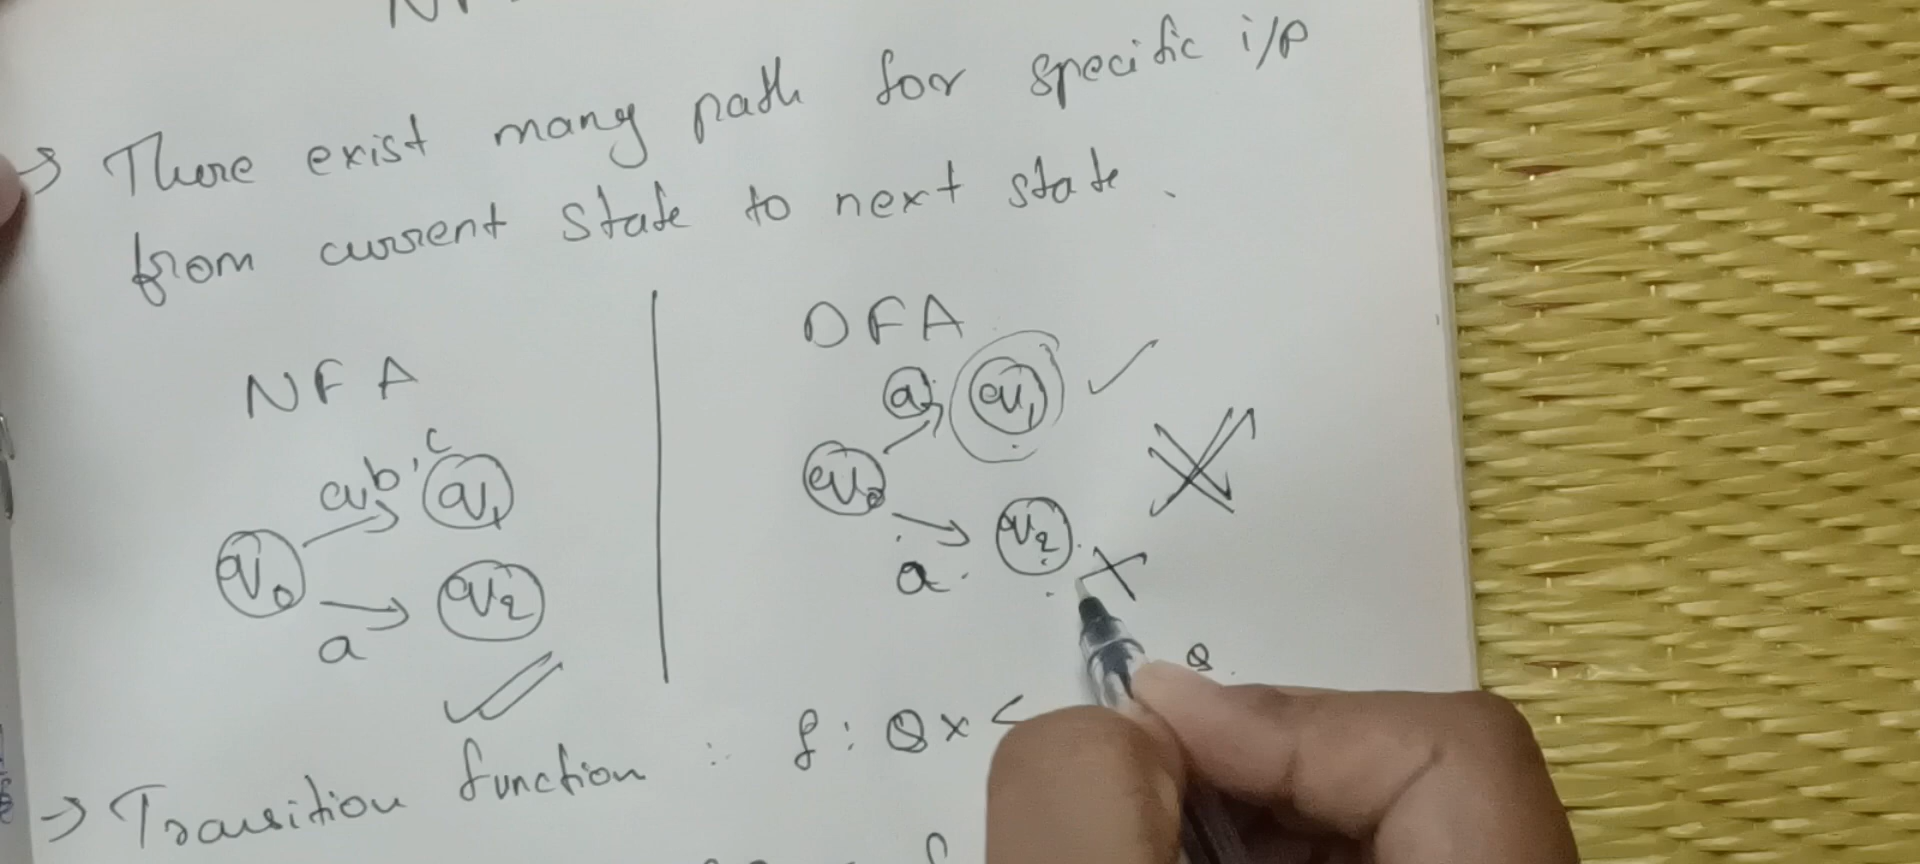 NF
→ There exist many path for specific i/p
from current state to next state.
NFA
a,b,c
q0
q1
a
q2
DFA
a
q0
q1
a
q2
→ Transition function : δ : Q x
Q